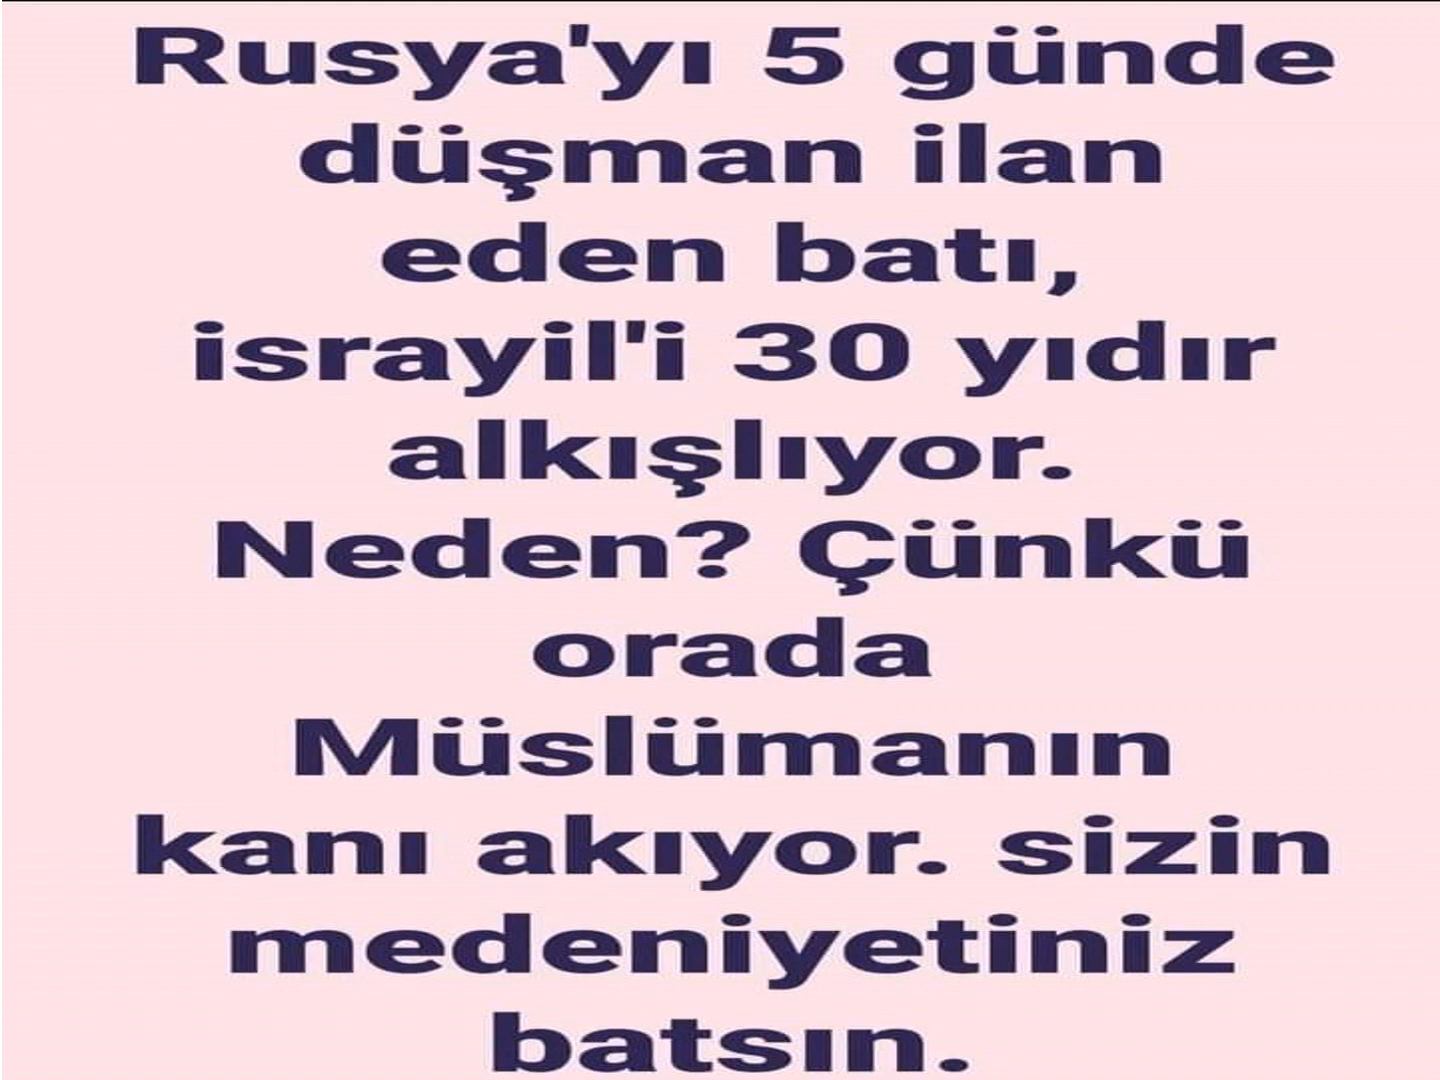 Rusya'yı 5 günde
düşman ilan
eden batı,
israyil'i 30 yıdır
alkışlıyor.
Neden? Çünkü
orada
Müslümanın
kanı akıyor. sizin
medeniyetiniz
batsın.